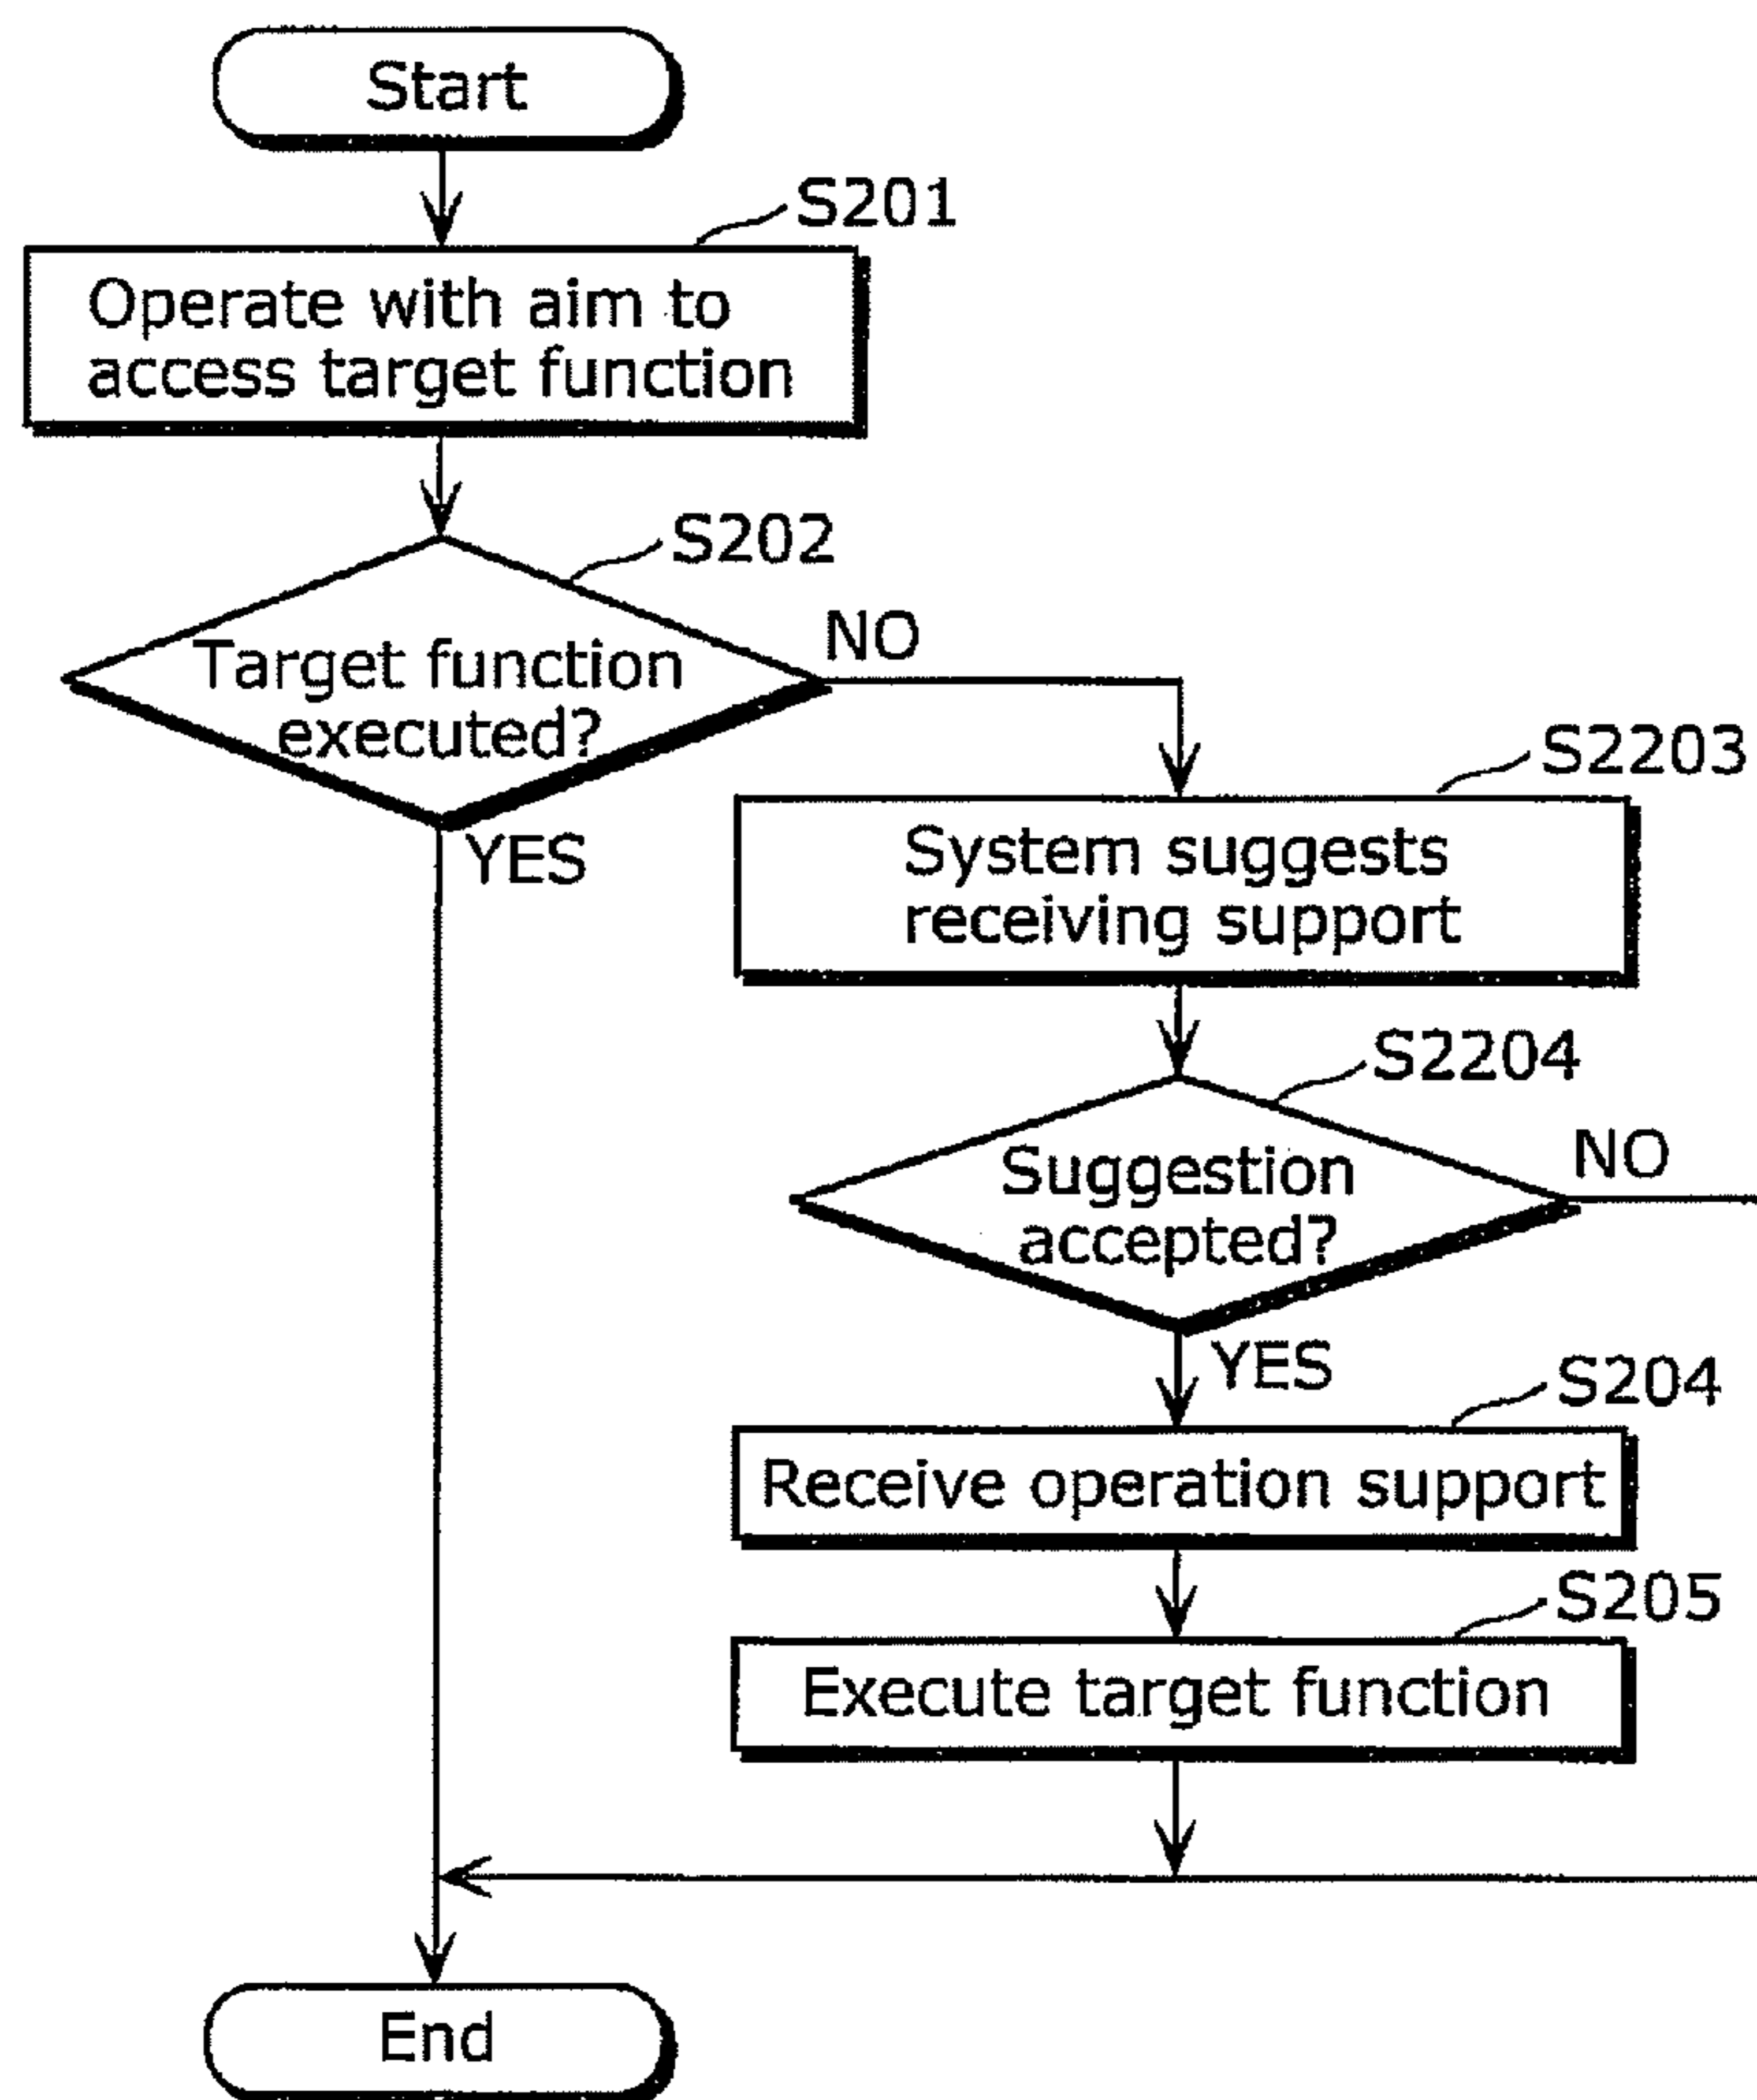 Start
S201
Operate with aim to
access target function
S202
Target function
executed?
NO
YES
S2203
System suggests
receiving support
S2204
Suggestion
accepted?
NO
YES
S204
Receive operation support
S205
Execute target function
End